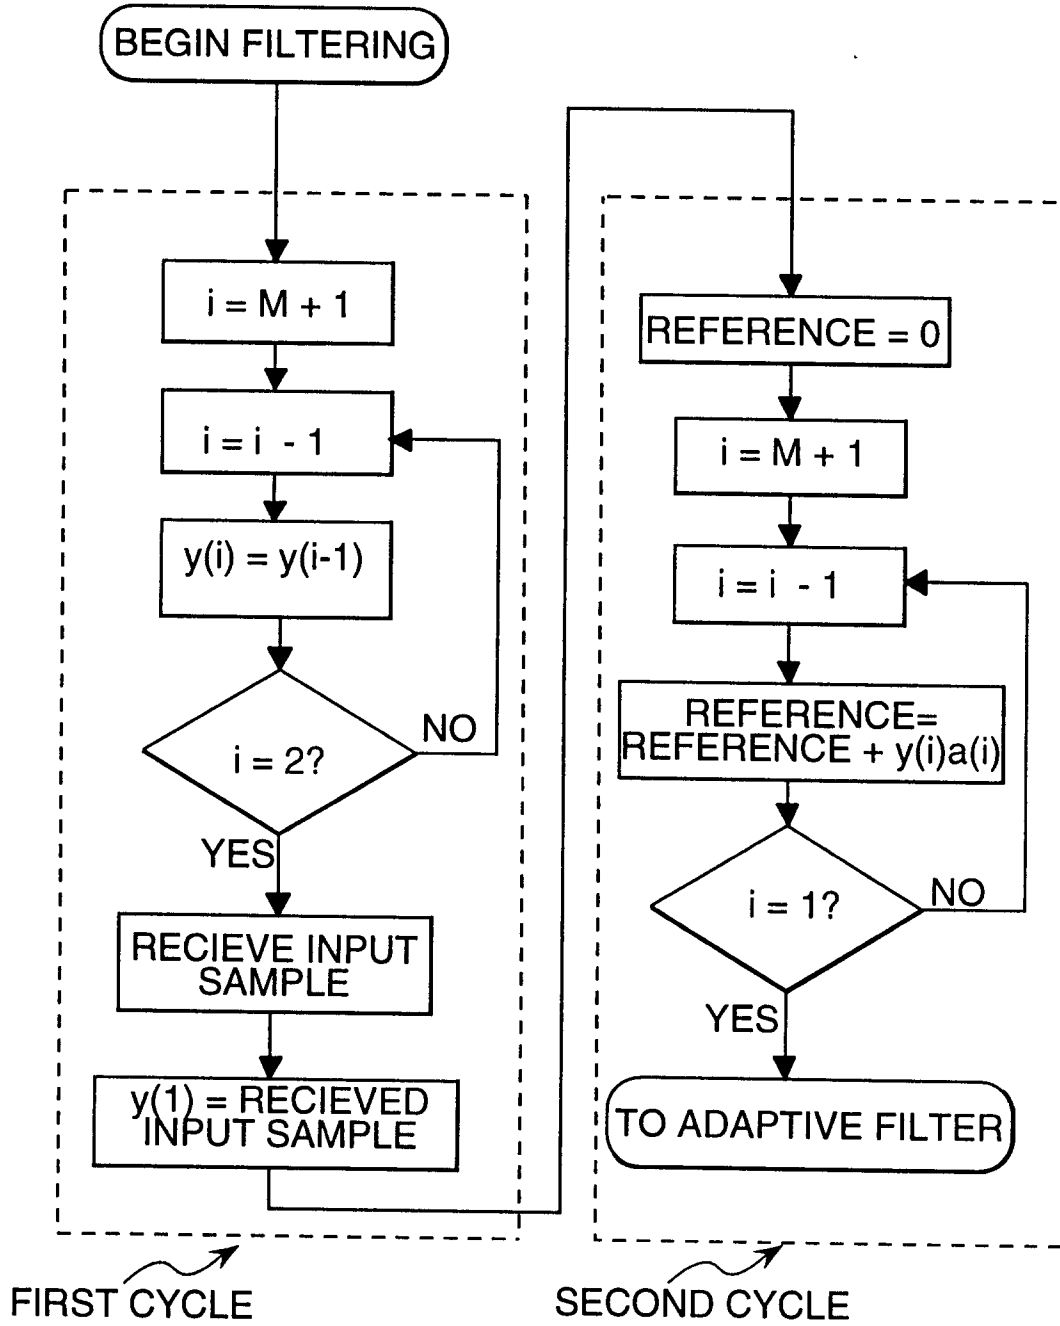 BEGIN FILTERING
i = M + 1
i = i - 1
y(i) = y(i-1)
i = 2?
NO
YES
RECIEVE INPUT
SAMPLE
y(1) = RECIEVED
INPUT SAMPLE
FIRST CYCLE
REFERENCE = 0
i = M + 1
i = i - 1
REFERENCE=
REFERENCE + y(i)a(i)
i = 1?
NO
YES
TO ADAPTIVE FILTER
SECOND CYCLE